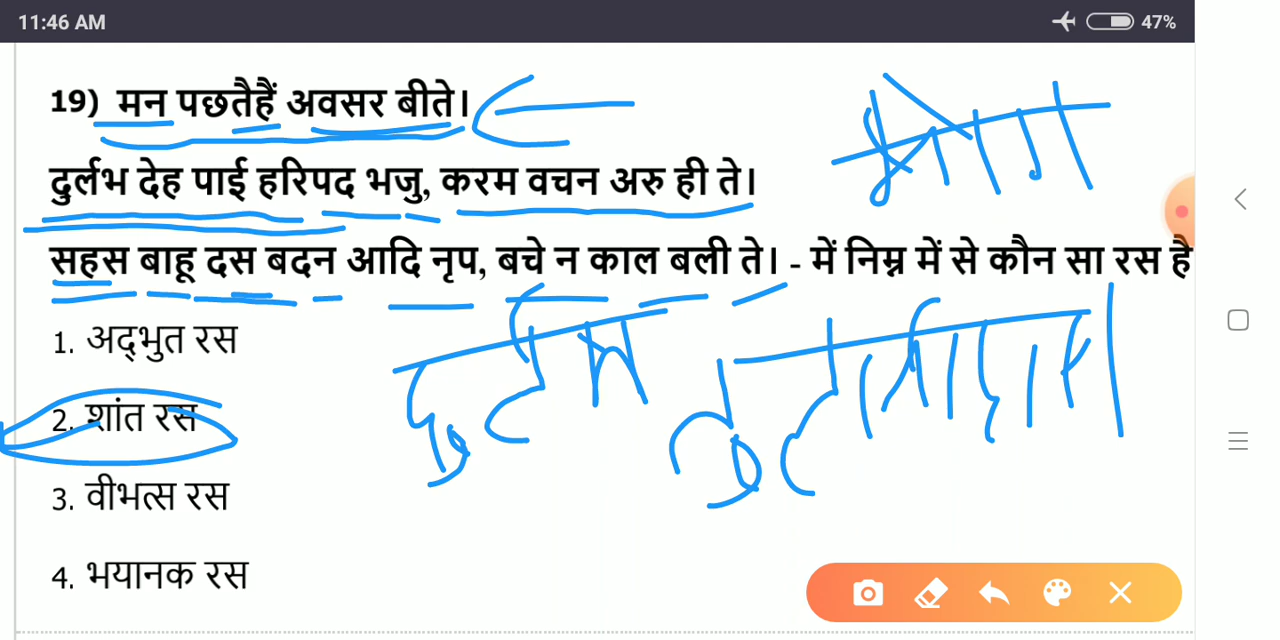 11:46 AM 47%
19) मन पछतैहैं अवसर बीते।
दुर्लभ देह पाई हरिपद भजु, करम वचन अरु ही ते।
सहस बाहू दस बदन आदि नृप, बचे न काल बली ते। - में निम्न में से कौन सा रस है
1. अद्भुत रस
2. शांत रस
3. वीभत्स रस
4. भयानक रस